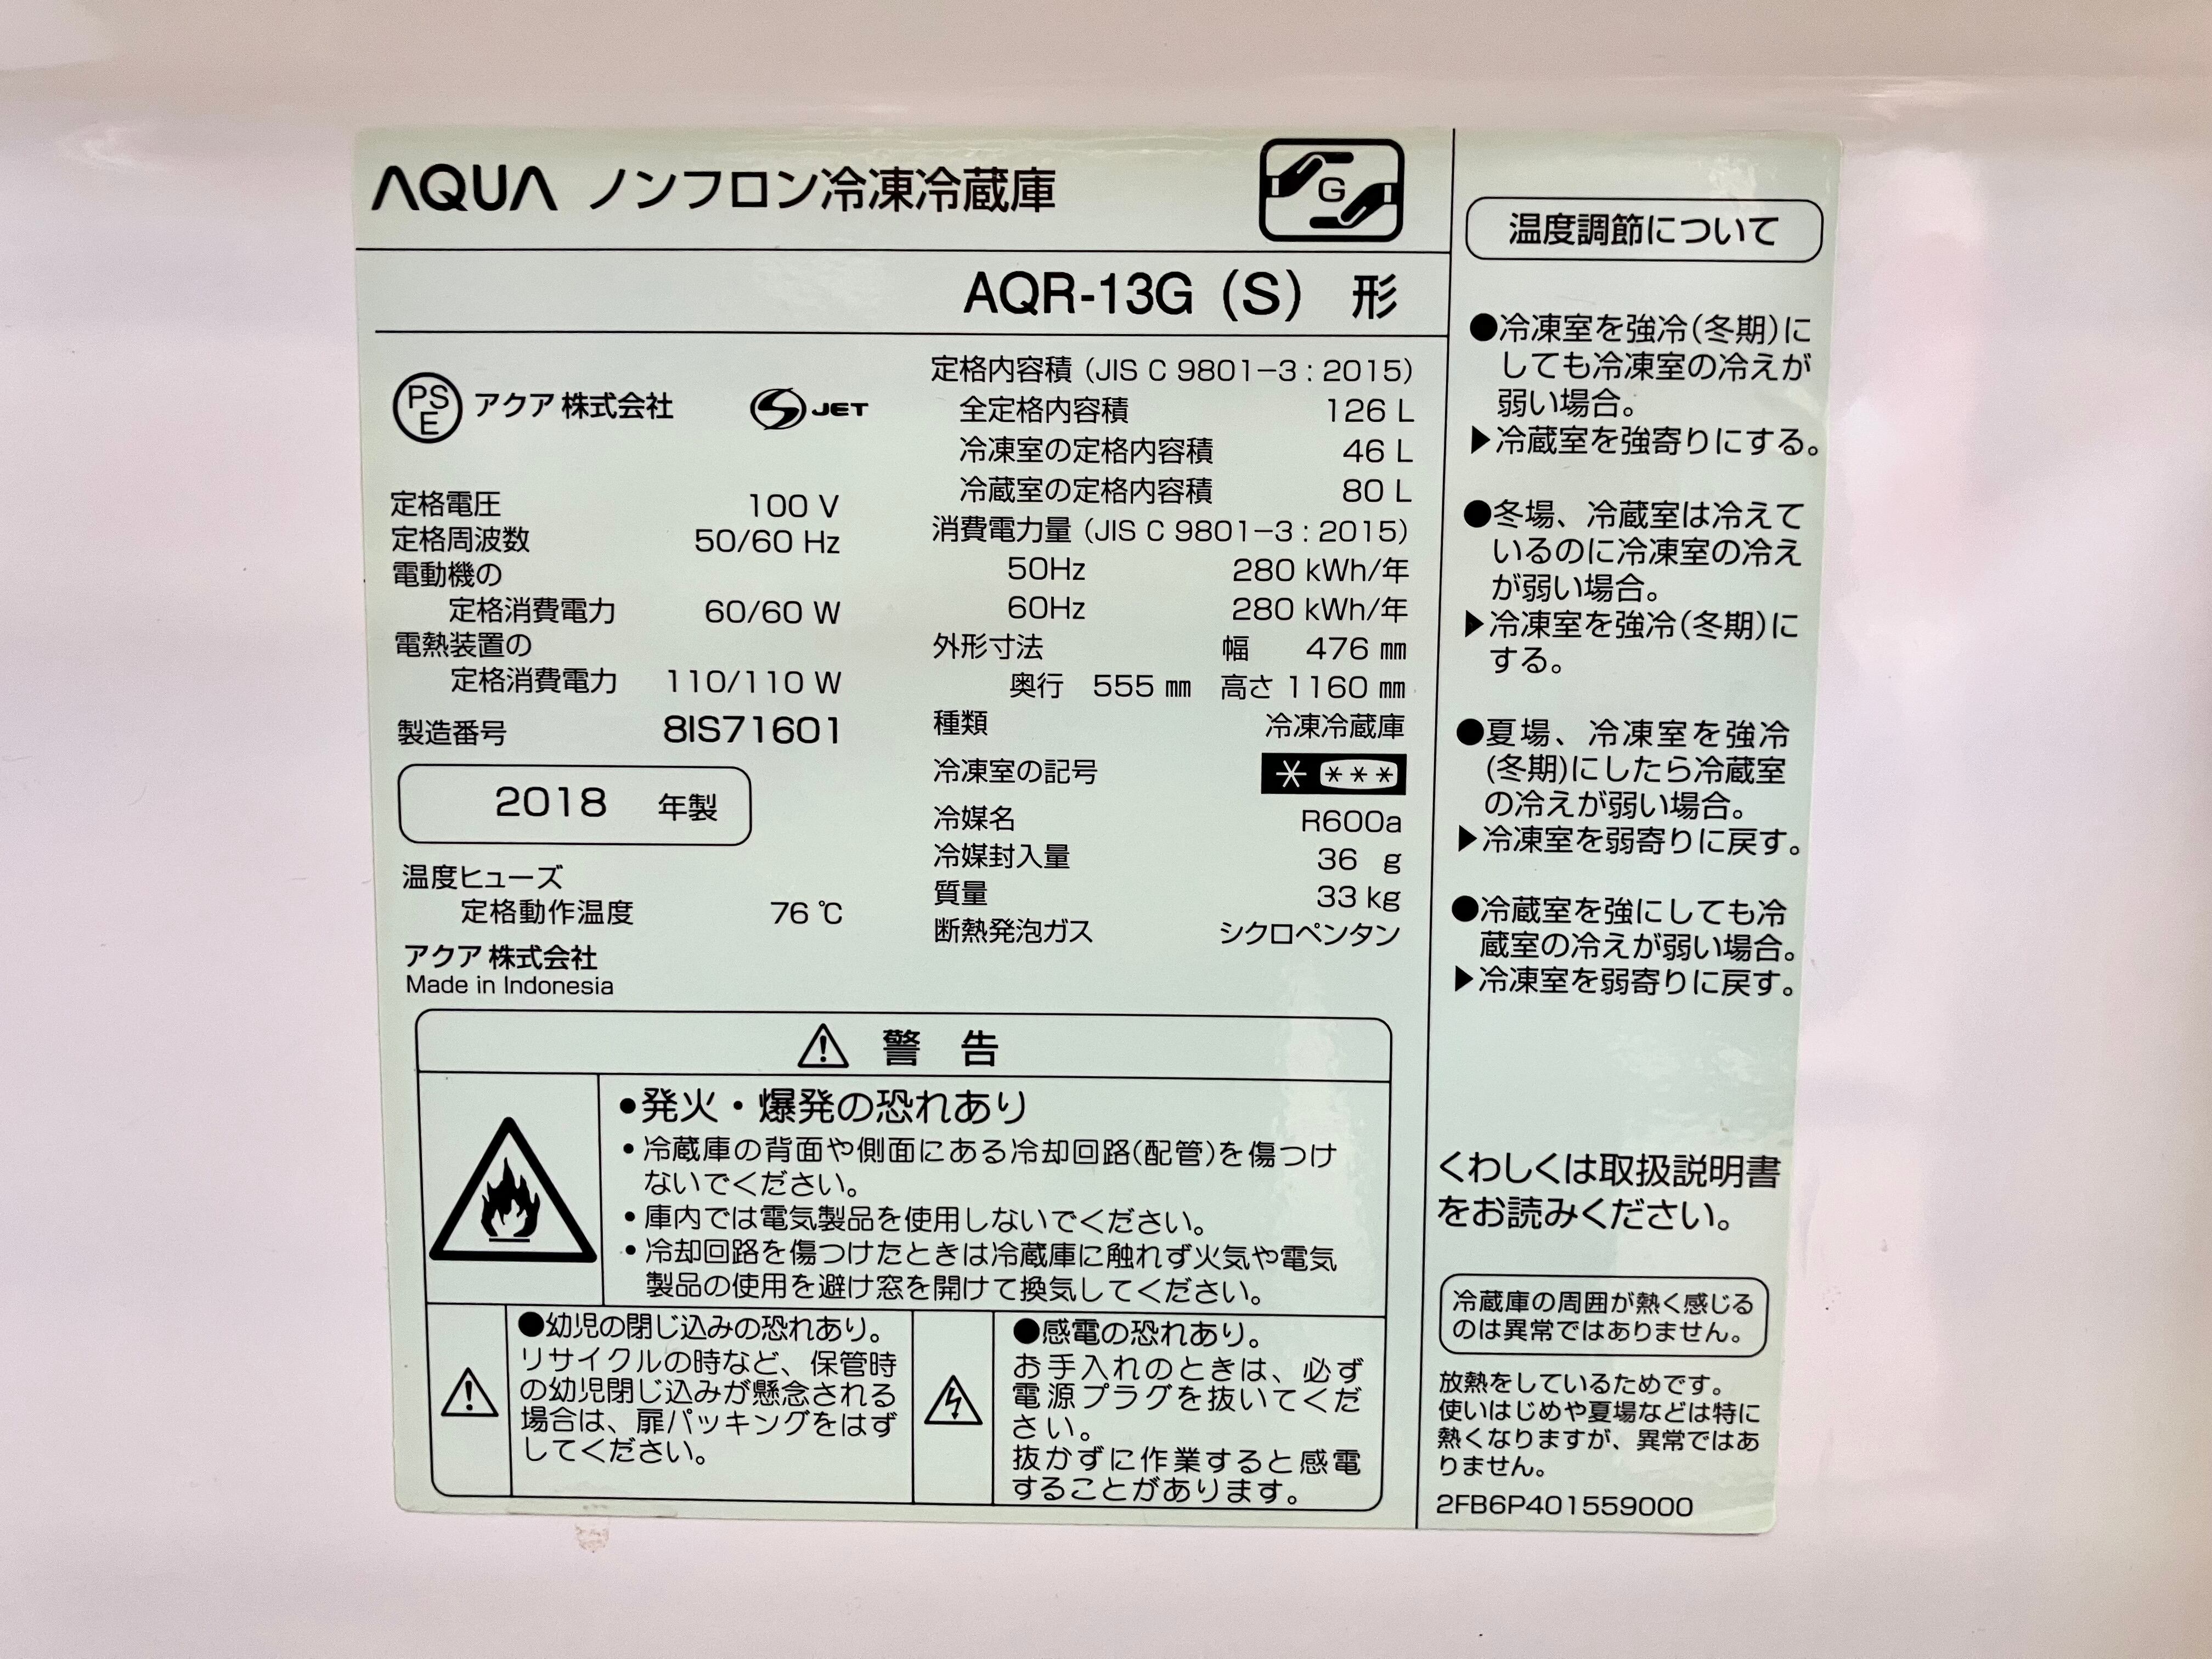 AQUA ノンフロン冷凍冷蔵庫
G
AQR-13G (S) 形
PS
E
アクア 株式会社
S JET
定格電圧 100 V
定格周波数 50/60 Hz
電動機の
定格消費電力 60/60 W
電熱装置の
定格消費電力 110/110 W
製造番号 8IS71601
2018 年製
温度ヒューズ
定格動作温度 76 ℃
アクア 株式会社
Made in Indonesia
定格内容積 (JIS C 9801−3 : 2015)
全定格内容積 126 L
冷凍室の定格内容積 46 L
冷蔵室の定格内容積 80 L
消費電力量 (JIS C 9801−3 : 2015)
50Hz 280 kWh/年
60Hz 280 kWh/年
外形寸法 幅 476 ㎜
奥行 555 ㎜ 高さ 1160 ㎜
種類 冷凍冷蔵庫
冷凍室の記号 * ***
冷媒名 R600a
冷媒封入量 36 g
質量 33 kg
断熱発泡ガス シクロペンタン
⚠ 警 告
•発火・爆発の恐れあり
• 冷蔵庫の背面や側面にある冷却回路(配管)を傷つけ
ないでください。
• 庫内では電気製品を使用しないでください。
• 冷却回路を傷つけたときは冷蔵庫に触れず火気や電気
製品の使用を避け窓を開けて換気してください。
●幼児の閉じ込みの恐れあり。
リサイクルの時など、保管時
の幼児閉じ込みが懸念される
場合は、扉パッキングをはず
してください。
●感電の恐れあり。
お手入れのときは、必ず
電源プラグを抜いてくだ
さい。
抜かずに作業すると感電
することがあります。
温度調節について
●冷凍室を強冷(冬期)に
しても冷凍室の冷えが
弱い場合。
▶冷蔵室を強寄りにする。
●冬場、冷蔵室は冷えて
いるのに冷凍室の冷え
が弱い場合。
▶冷凍室を強冷(冬期)に
する。
●夏場、冷凍室を強冷
(冬期)にしたら冷蔵室
の冷えが弱い場合。
▶冷凍室を弱寄りに戻す。
●冷蔵室を強にしても冷
蔵室の冷えが弱い場合。
▶冷凍室を弱寄りに戻す。
くわしくは取扱説明書
をお読みください。
冷蔵庫の周囲が熱く感じる
のは異常ではありません。
放熱をしているためです。
使いはじめや夏場などは特に
熱くなりますが、異常ではあ
りません。
2FB6P401559000